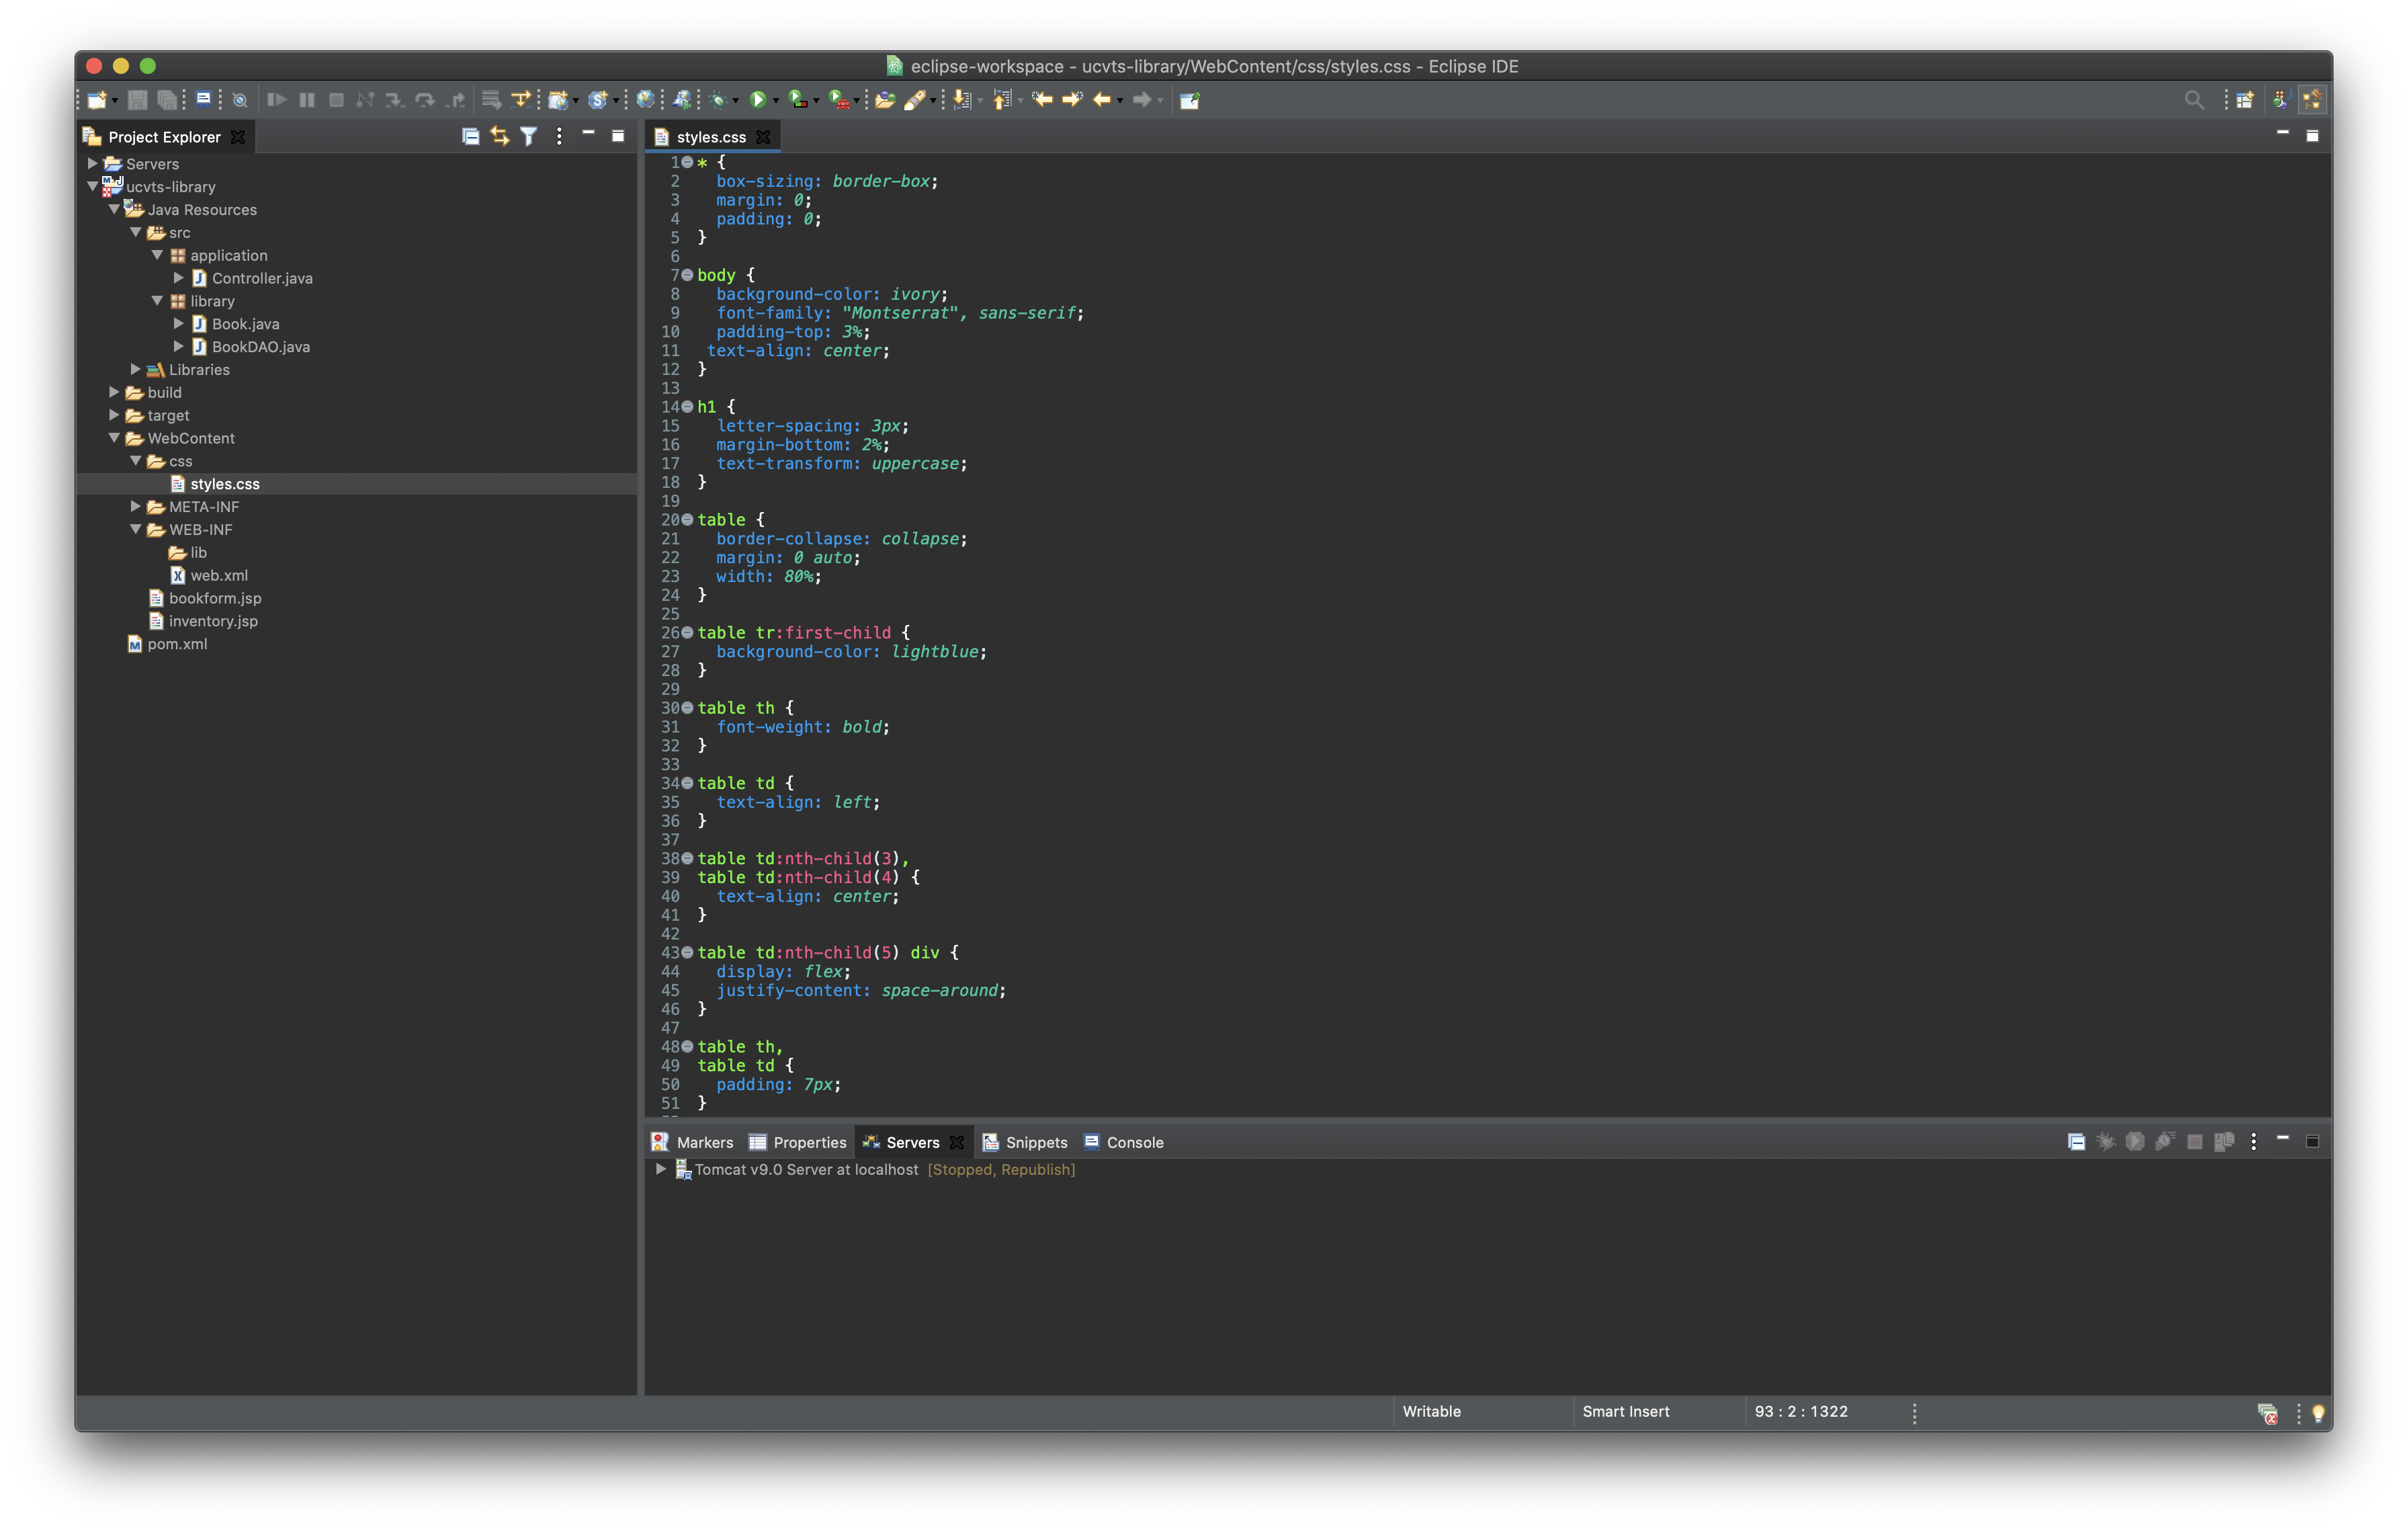 eclipse-workspace - ucvts-library/WebContent/css/styles.css - Eclipse IDE
Project Explorer
Servers
ucvts-library
Java Resources
src
application
Controller.java
library
Book.java
BookDAO.java
Libraries
build
target
WebContent
css
styles.css
META-INF
WEB-INF
lib
web.xml
bookform.jsp
inventory.jsp
pom.xml
styles.css
1 * {
2   box-sizing: border-box;
3   margin: 0;
4   padding: 0;
5 }
6
7 body {
8   background-color: ivory;
9   font-family: "Montserrat", sans-serif;
10   padding-top: 3%;
11  text-align: center;
12 }
13
14 h1 {
15   letter-spacing: 3px;
16   margin-bottom: 2%;
17   text-transform: uppercase;
18 }
19
20 table {
21   border-collapse: collapse;
22   margin: 0 auto;
23   width: 80%;
24 }
25
26 table tr:first-child {
27   background-color: lightblue;
28 }
29
30 table th {
31   font-weight: bold;
32 }
33
34 table td {
35   text-align: left;
36 }
37
38 table td:nth-child(3),
39 table td:nth-child(4) {
40   text-align: center;
41 }
42
43 table td:nth-child(5) div {
44   display: flex;
45   justify-content: space-around;
46 }
47
48 table th,
49 table td {
50   padding: 7px;
51 }
Markers Properties Servers Snippets Console
Tomcat v9.0 Server at localhost [Stopped, Republish]
Writable Smart Insert 93 : 2 : 1322